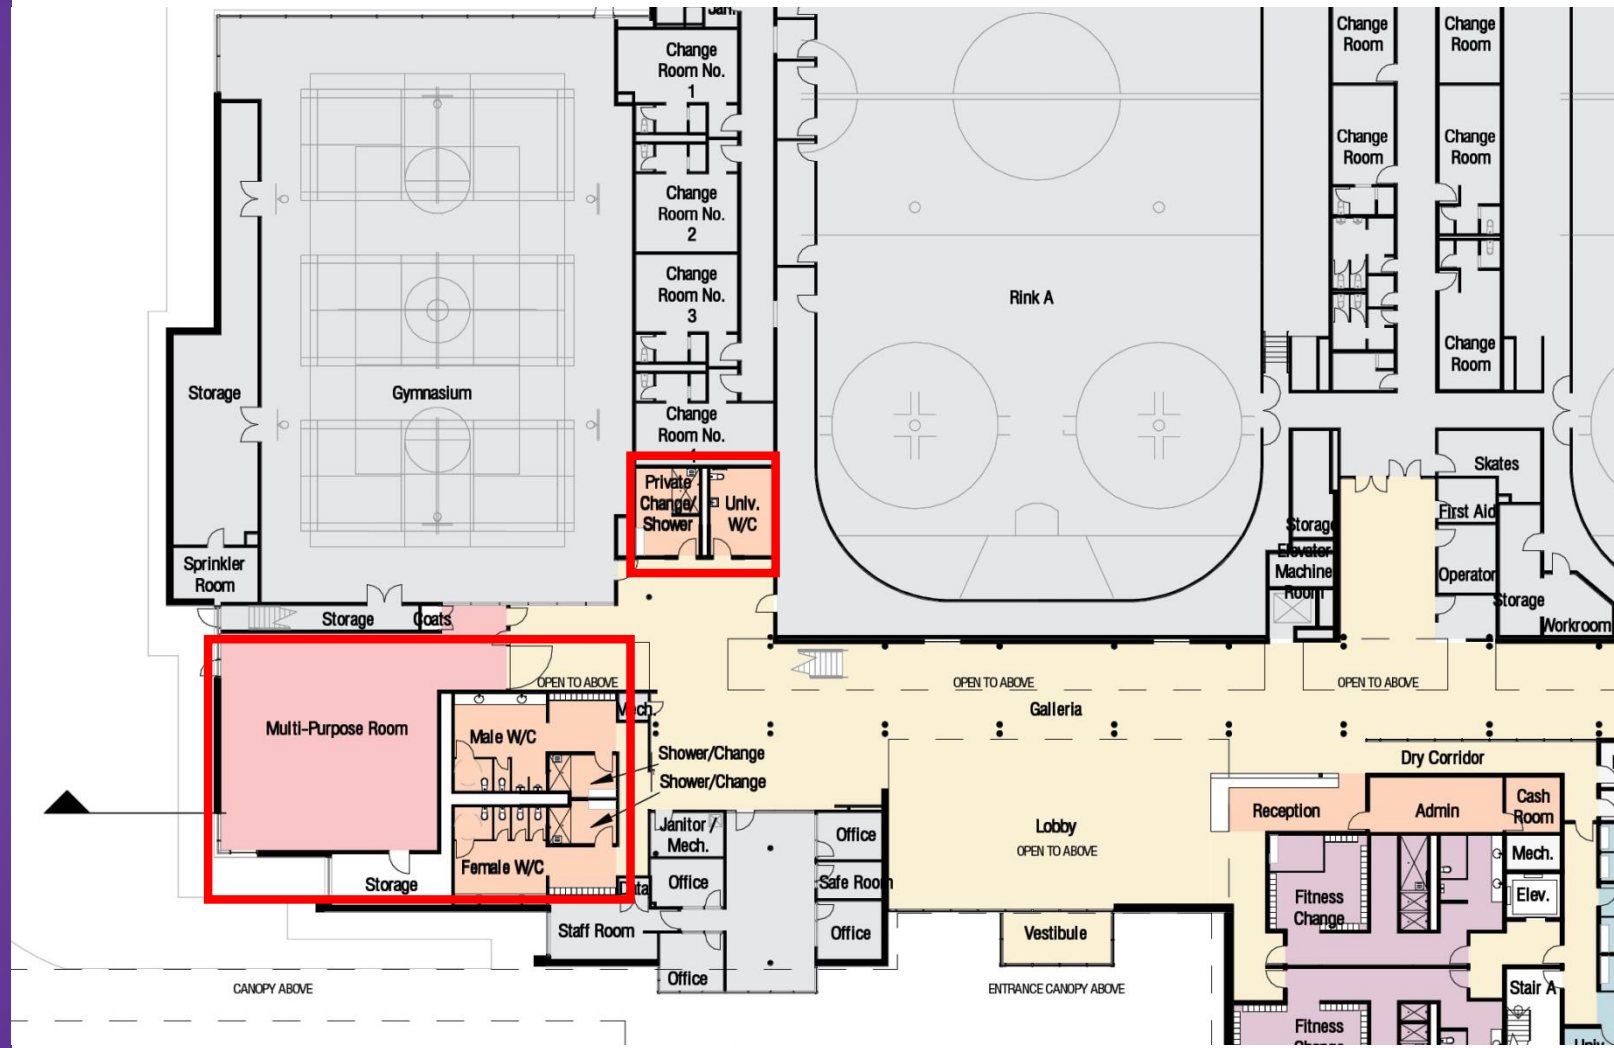 Jan.
Change
Room No.
1
Change
Room
Change
Room
Change
Room
Change
Room
Change
Room No.
2
Change
Room No.
3
Rink A
Change
Room
Storage
Gymnasium
Change
Room No.
Private
Change/
Shower
Univ.
W/C
Skates
First Aid
Storage
Elevator
Machine
Room
Operator
Storage
Workroom
Sprinkler
Room
Storage
Coats
OPEN TO ABOVE
OPEN TO ABOVE
OPEN TO ABOVE
Mech.
Galleria
Multi-Purpose Room
Male W/C
Shower/Change
Shower/Change
Dry Corridor
Reception
Admin
Cash
Room
Lobby
OPEN TO ABOVE
Janitor /
Mech.
Office
Mech.
Female W/C
Storage
Data
Office
Safe Room
Fitness
Change
Elev.
Staff Room
Office
Vestibule
Office
Stair A
CANOPY ABOVE
ENTRANCE CANOPY ABOVE
Fitness
Change
Univ